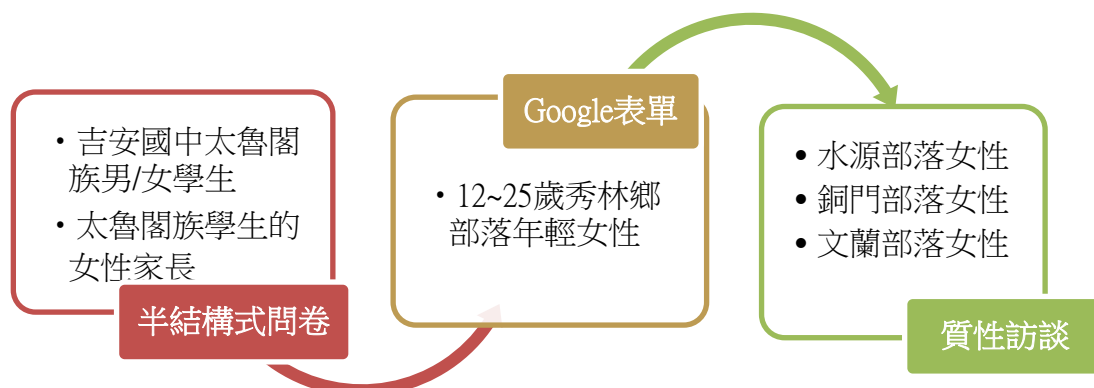 ・吉安國中太魯閣
族男/女學生
・太魯閣族學生的
女性家長
半結構式問卷
Google表單
・12~25歲秀林鄉
部落年輕女性
•水源部落女性
•銅門部落女性
•文蘭部落女性
質性訪談